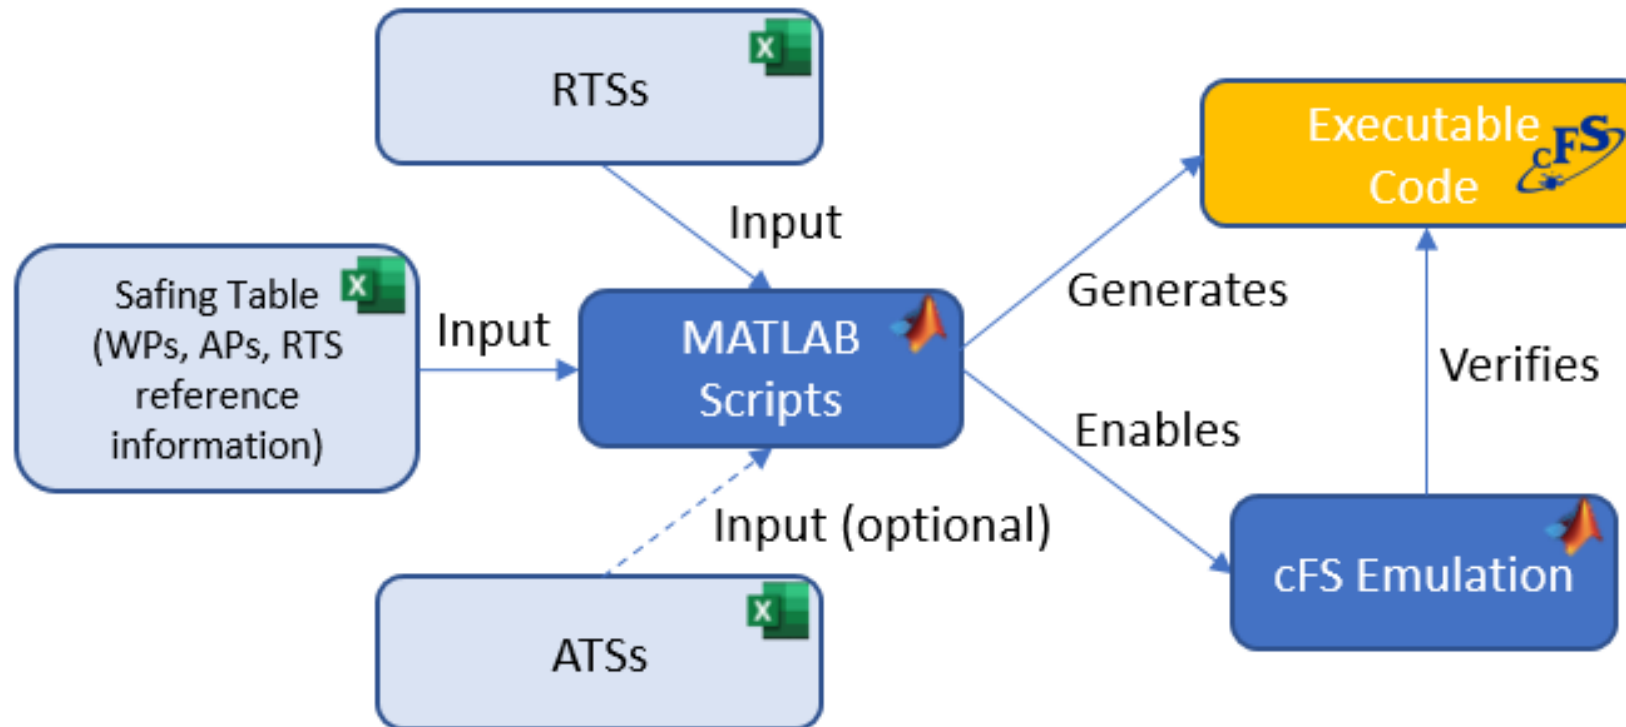 RTSs
X
Executable
Code
cFS
Input
Safing Table
(WPs, APs, RTS
reference
information)
X
Input
MATLAB
Scripts
Generates
Verifies
Enables
Input (optional)
cFS Emulation
ATSs
X